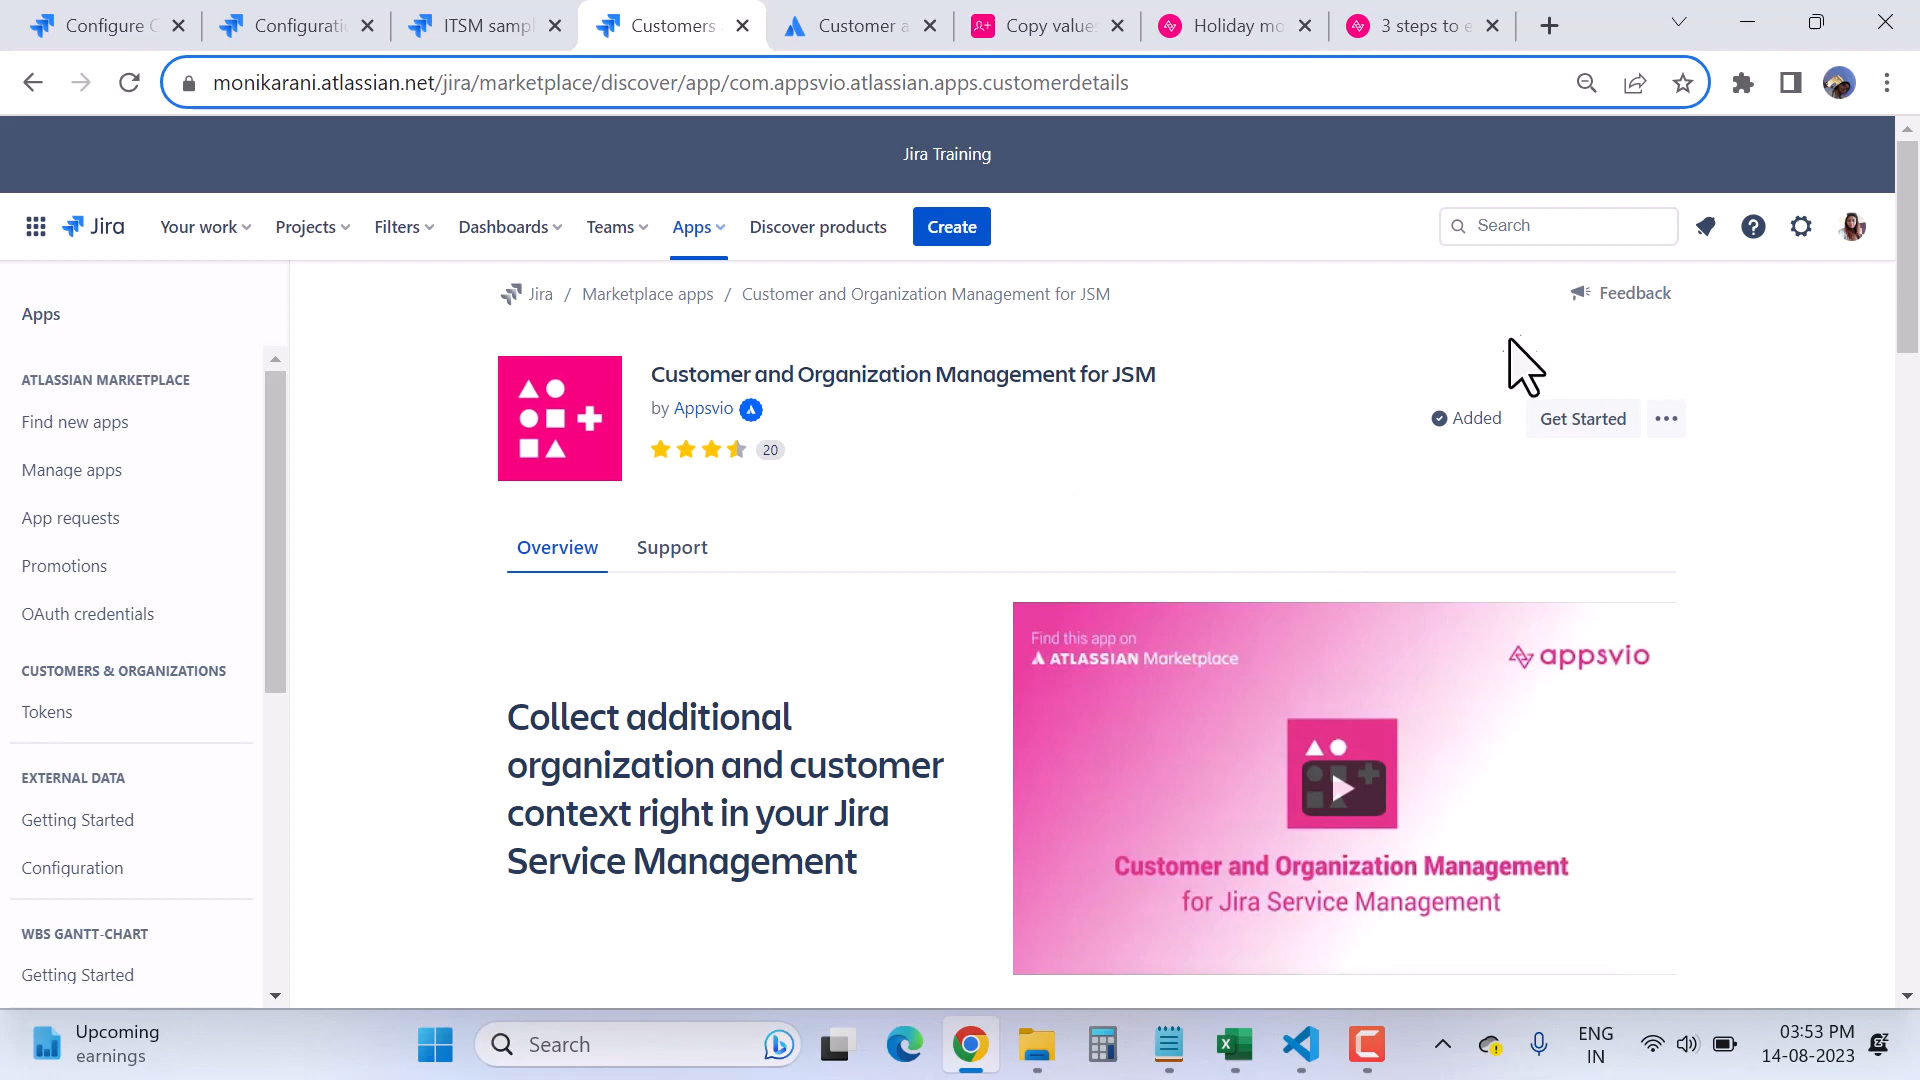 Configure C
Configurati
ITSM sampl
Customers
Customer a
Copy value
Holiday mo
3 steps to e
monikarani.atlassian.net/jira/marketplace/discover/app/com.appsvio.atlassian.apps.customerdetails
Jira Training
Jira
Your work
Projects
Filters
Dashboards
Teams
Apps
Discover products
Create
Search
Jira / Marketplace apps / Customer and Organization Management for JSM
Feedback
Apps
ATLASSIAN MARKETPLACE
Find new apps
Manage apps
App requests
Promotions
OAuth credentials
CUSTOMERS & ORGANIZATIONS
Tokens
EXTERNAL DATA
Getting Started
Configuration
WBS GANTT-CHART
Getting Started
Customer and Organization Management for JSM
by Appsvio
20
Added
Get Started
Overview
Support
Collect additional
organization and customer
context right in your Jira
Service Management
Find this app on
ATLASSIAN Marketplace
appsvio
Customer and Organization Management
for Jira Service Management
Upcoming
earnings
Search
ENG
IN
03:53 PM
14-08-2023